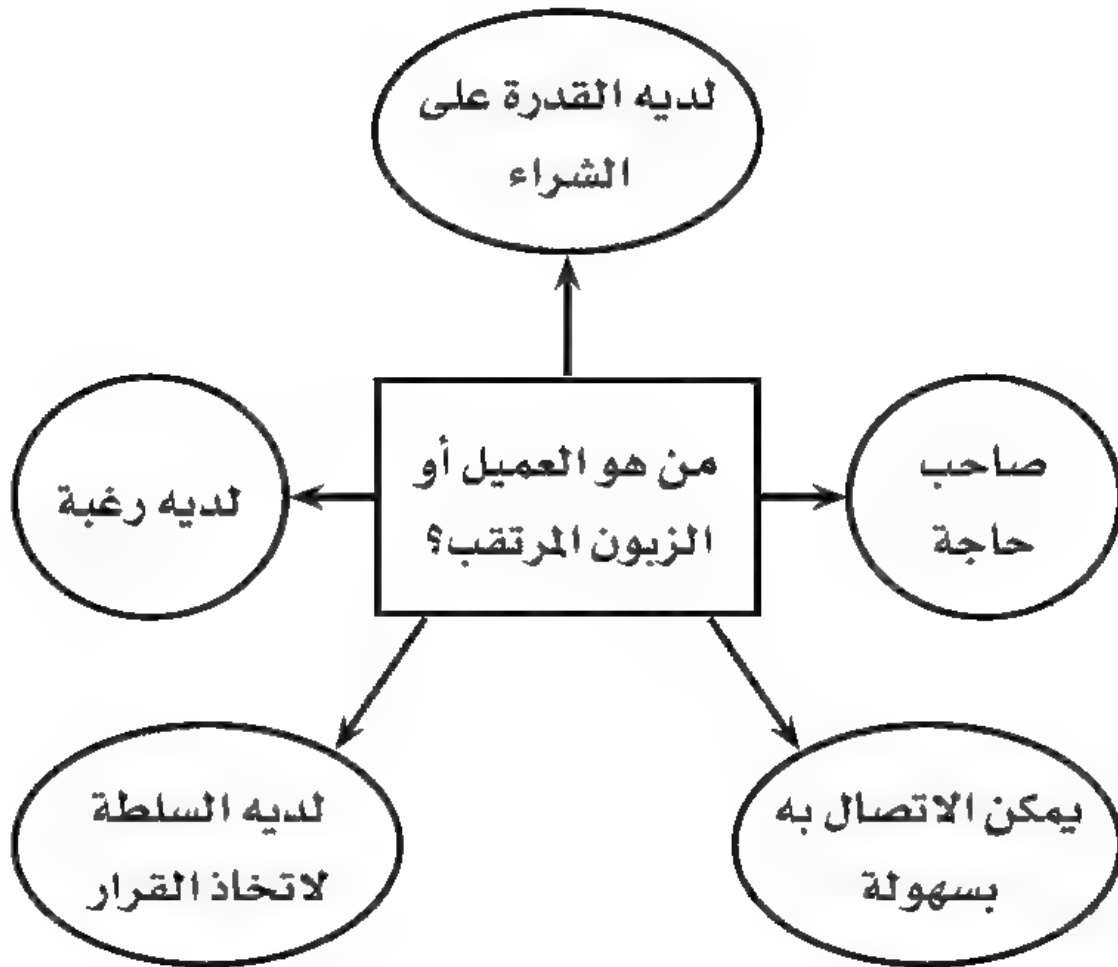 لديه القدرة على
الشراء
من هو العميل أو
الزبون المرتقب؟
صاحب
حاجة
لديه رغبة
يمكن الاتصال به
بسهولة
لديه السلطة
لاتخاذ القرار